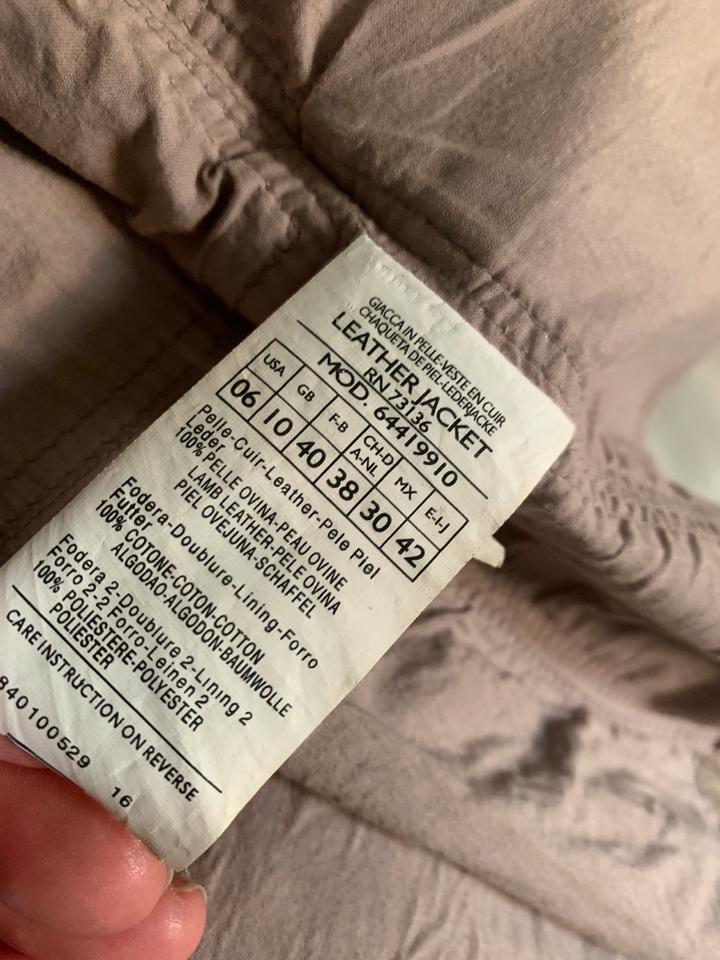 GIACCA IN PELLE-VESTE EN CUIR
CHAQUETA DE PIEL-LEDERJACKE
LEATHER JACKET
RN 73136
MOD. 64419910
USA GB F-B CH-D A-NL MX E-I-J
06 10 40 38 30 42
Pelle-Cuir-Leather-Pele Piel
Leder
100% PELLE OVINA-PEAU OVINE
LAMB LEATHER-PELE OVINA
PIEL OVEJUNA-SCHAFFEL
Fodera-Doublure-Lining-Forro
Futter
100% COTONE-COTON-COTTON
ALGODAO-ALGODON-BAUMWOLLE
Fodera 2-Doublure 2-Lining 2
Forro 2-2 Forro-Leinen 2
100% POLIESTERE-POLYESTER
POLIESTER
CARE INSTRUCTION ON REVERSE
840100529 16